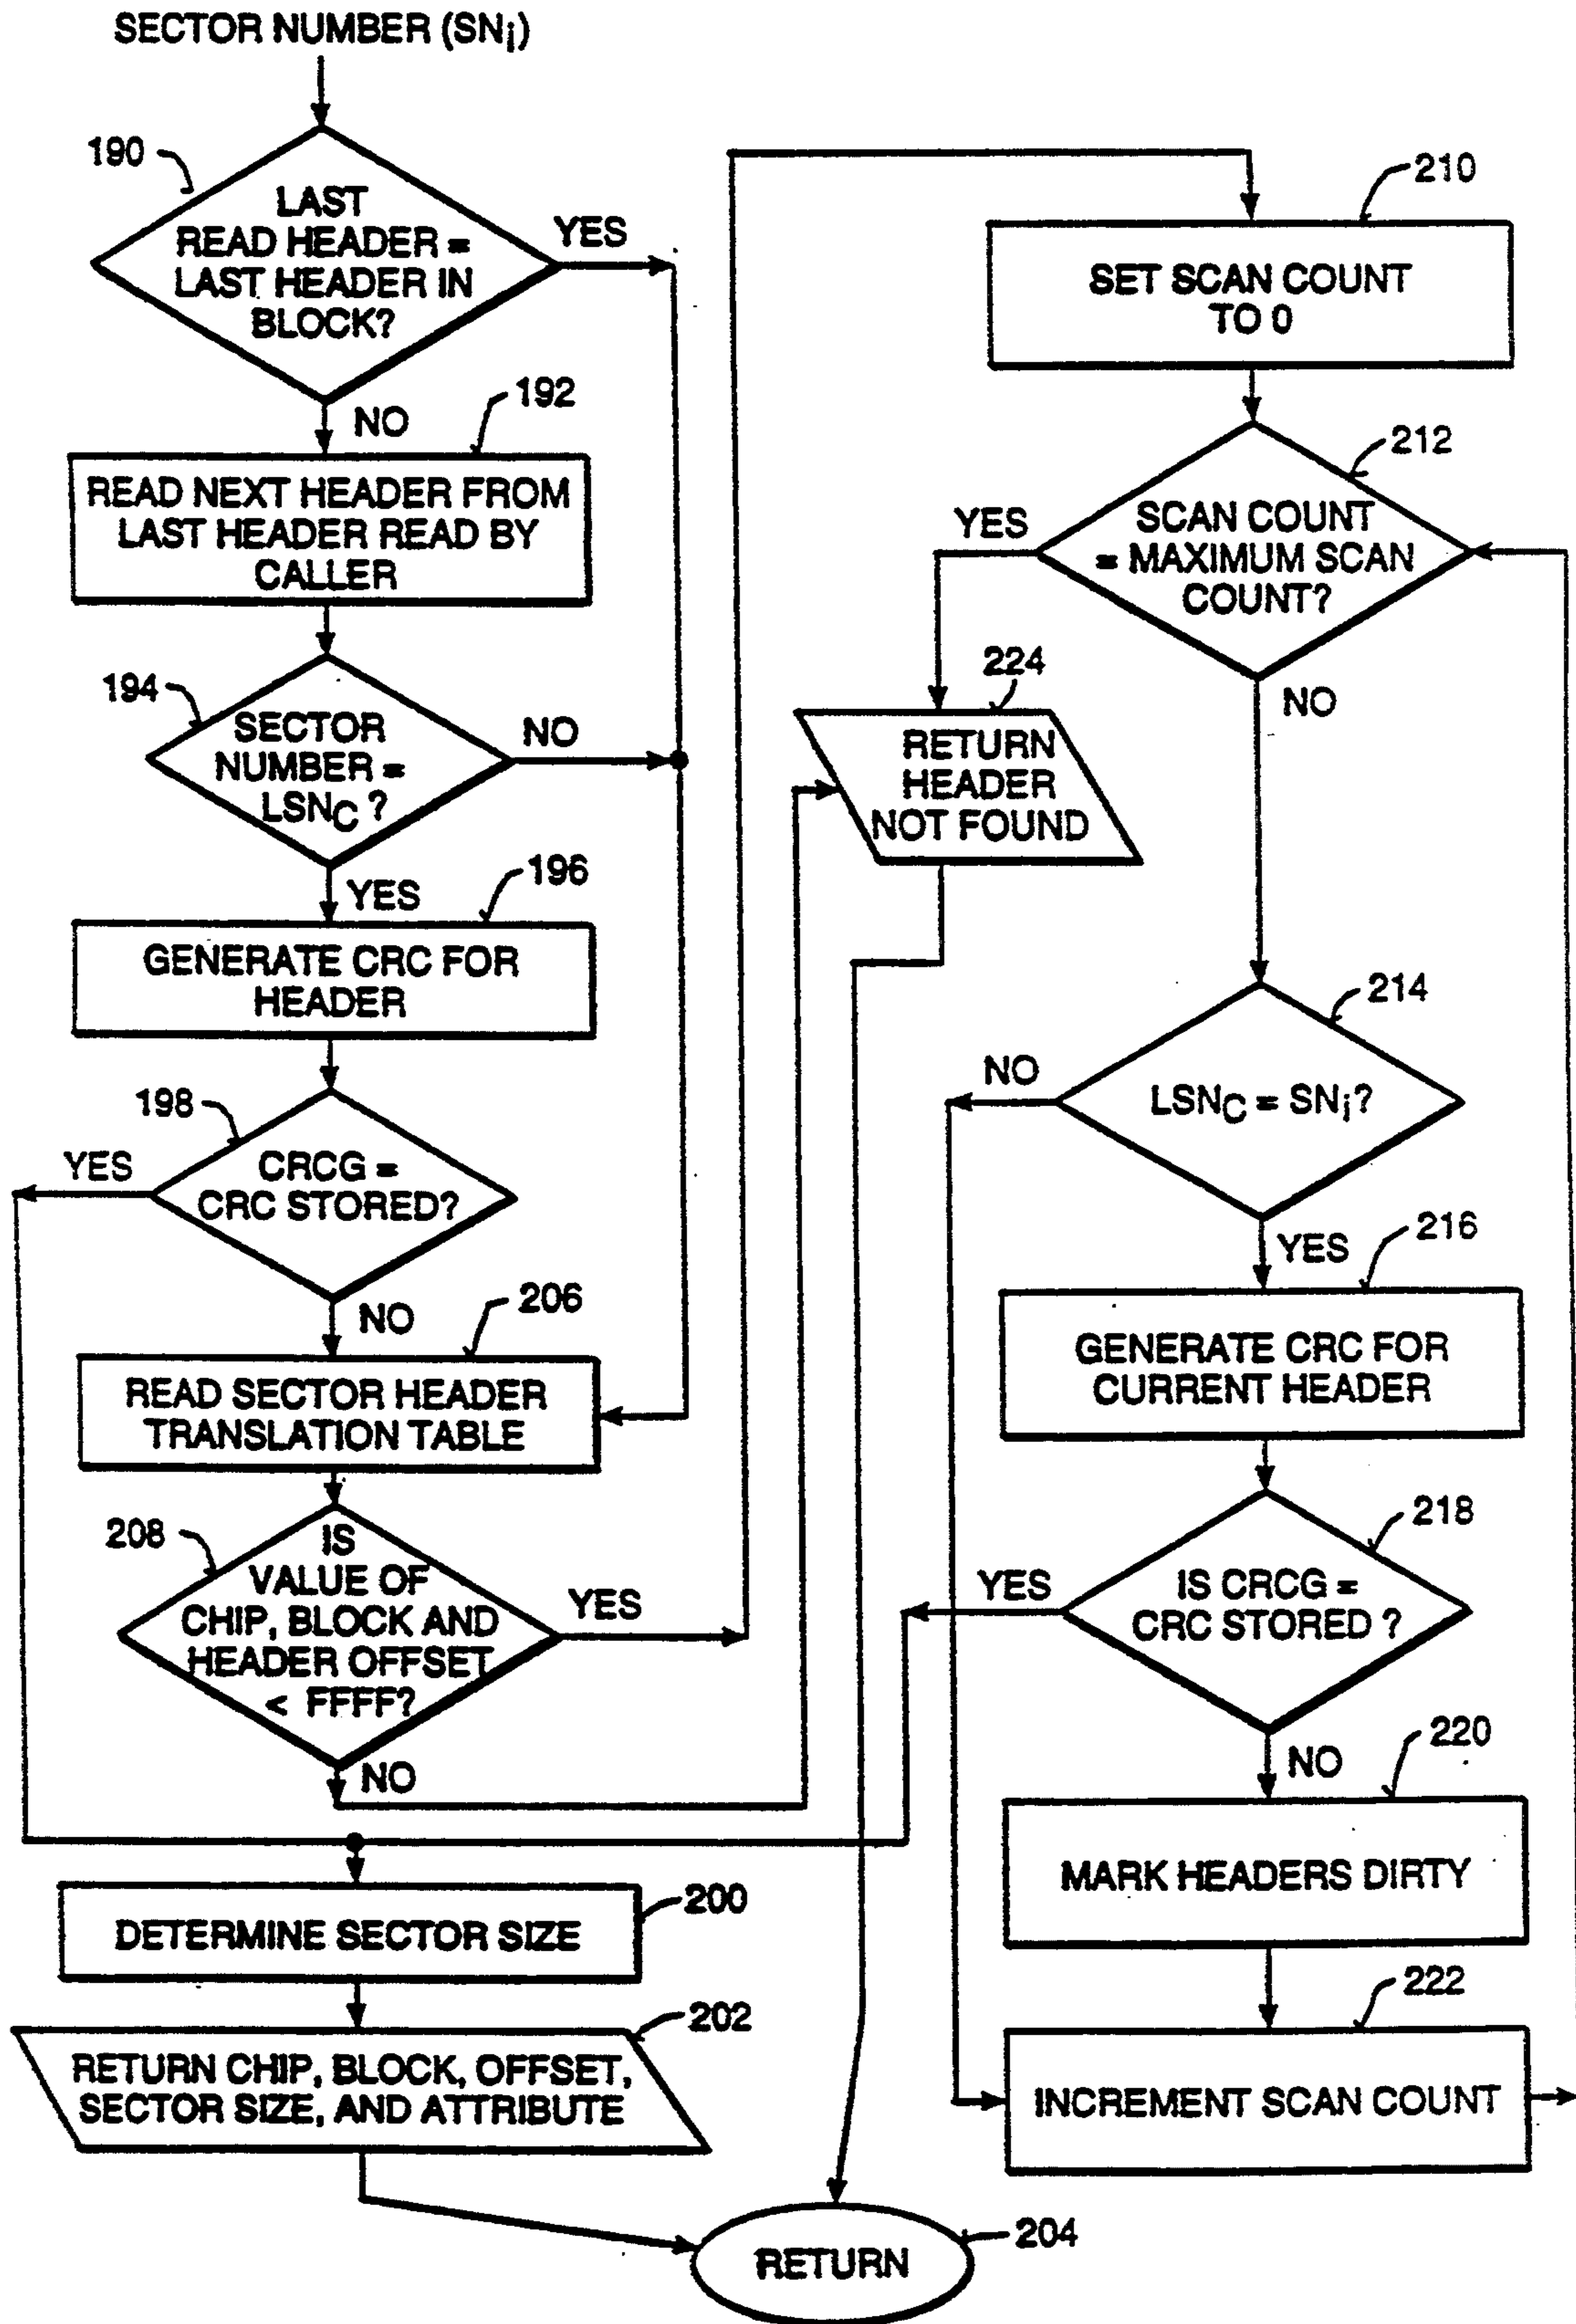 SECTOR NUMBER (SNi)
190
LAST
READ HEADER =
LAST HEADER IN
BLOCK?
YES
NO
192
READ NEXT HEADER FROM
LAST HEADER READ BY
CALLER
194
SECTOR
NUMBER =
LSNC ?
NO
YES
196
GENERATE CRC FOR
HEADER
198
YES
CRCG =
CRC STORED?
NO
206
READ SECTOR HEADER
TRANSLATION TABLE
208
IS
VALUE OF
CHIP, BLOCK AND
HEADER OFFSET
< FFFF?
YES
NO
200
DETERMINE SECTOR SIZE
202
RETURN CHIP, BLOCK, OFFSET,
SECTOR SIZE, AND ATTRIBUTE
RETURN
204
210
SET SCAN COUNT
TO 0
212
YES
SCAN COUNT
= MAXIMUM SCAN
COUNT?
NO
224
RETURN
HEADER
NOT FOUND
214
NO
LSNC = SNi?
YES
216
GENERATE CRC FOR
CURRENT HEADER
218
YES
IS CRCG =
CRC STORED ?
NO
220
MARK HEADERS DIRTY
222
INCREMENT SCAN COUNT